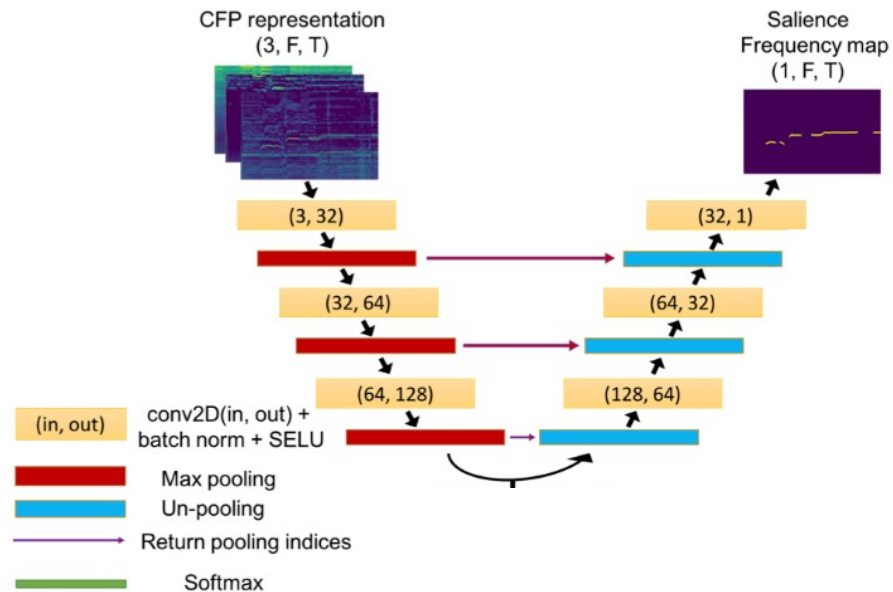 CFP representation
(3, F, T)
Salience
Frequency map
(1, F, T)
(3, 32)
(32, 1)
(32, 64)
(64, 32)
(64, 128)
(128, 64)
(in, out)
conv2D(in, out) +
batch norm + SELU
Max pooling
Un-pooling
Return pooling indices
Softmax